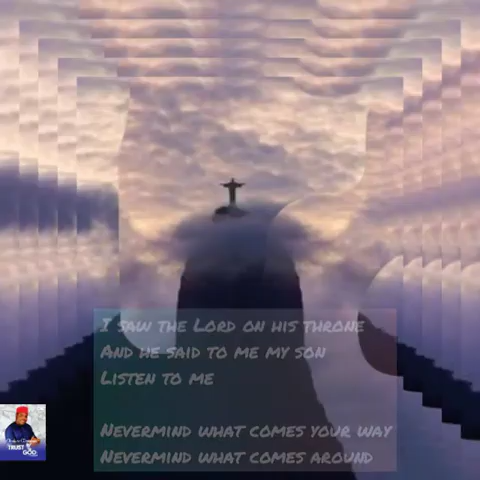 I saw the Lord on his throne
And he said to me my son
Listen to me
Nevermind what comes your way
Nevermind what comes around
TRUST
GOD